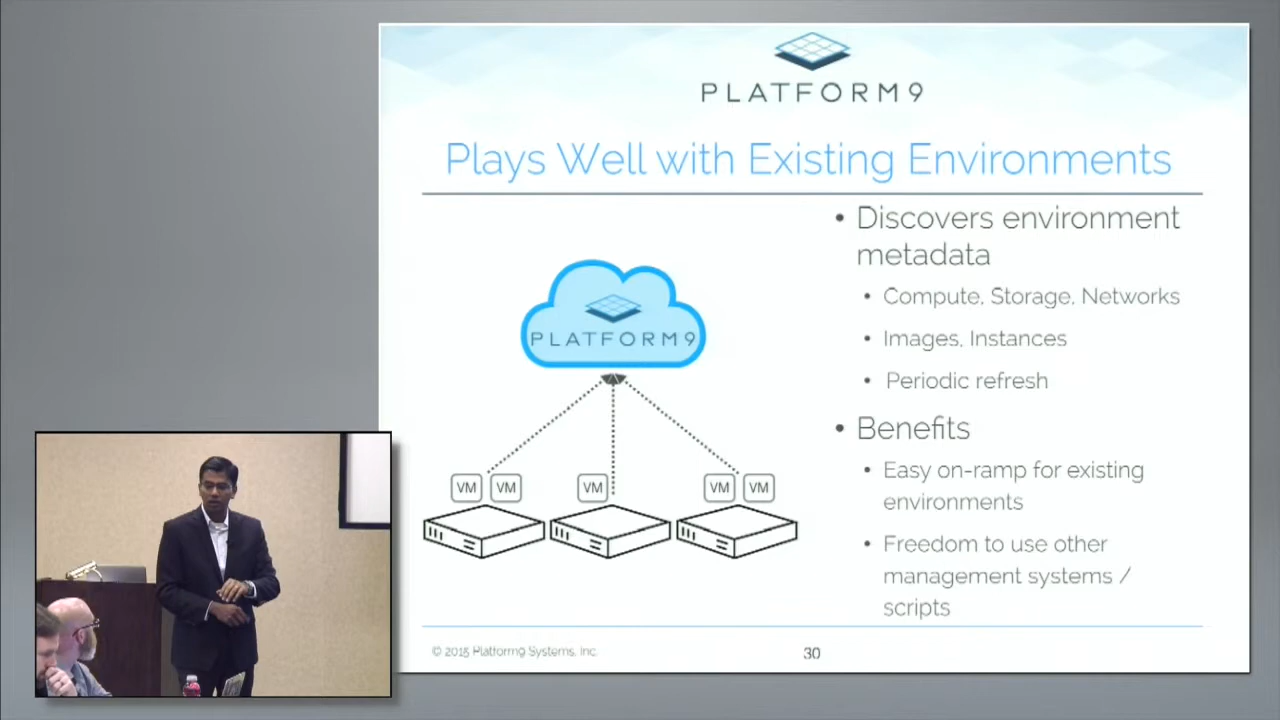 PLATFORM9
Plays Well with Existing Environments
• Discovers environment
metadata
• Compute, Storage, Networks
• Images, Instances
• Periodic refresh
• Benefits
• Easy on-ramp for existing
environments
• Freedom to use other
management systems /
scripts
PLATFORM9
VM VM VM VM VM
© 2015 Platform9 Systems, Inc.
30